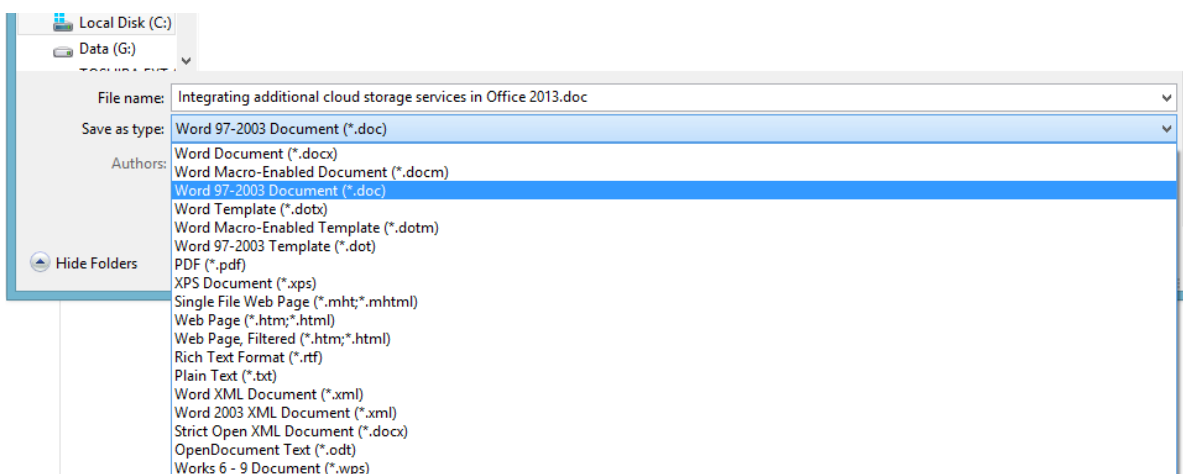 Local Disk (C:)
Data (G:)
File name: Integrating additional cloud storage services in Office 2013.doc
Save as type: Word 97-2003 Document (*.doc)
Authors:
Word Document (*.docx)
Word Macro-Enabled Document (*.docm)
Word 97-2003 Document (*.doc)
Word Template (*.dotx)
Word Macro-Enabled Template (*.dotm)
Word 97-2003 Template (*.dot)
Hide Folders
PDF (*.pdf)
XPS Document (*.xps)
Single File Web Page (*.mht;*.mhtml)
Web Page (*.htm;*.html)
Web Page, Filtered (*.htm;*.html)
Rich Text Format (*.rtf)
Plain Text (*.txt)
Word XML Document (*.xml)
Word 2003 XML Document (*.xml)
Strict Open XML Document (*.docx)
OpenDocument Text (*.odt)
Works 6 - 9 Document (*.wps)